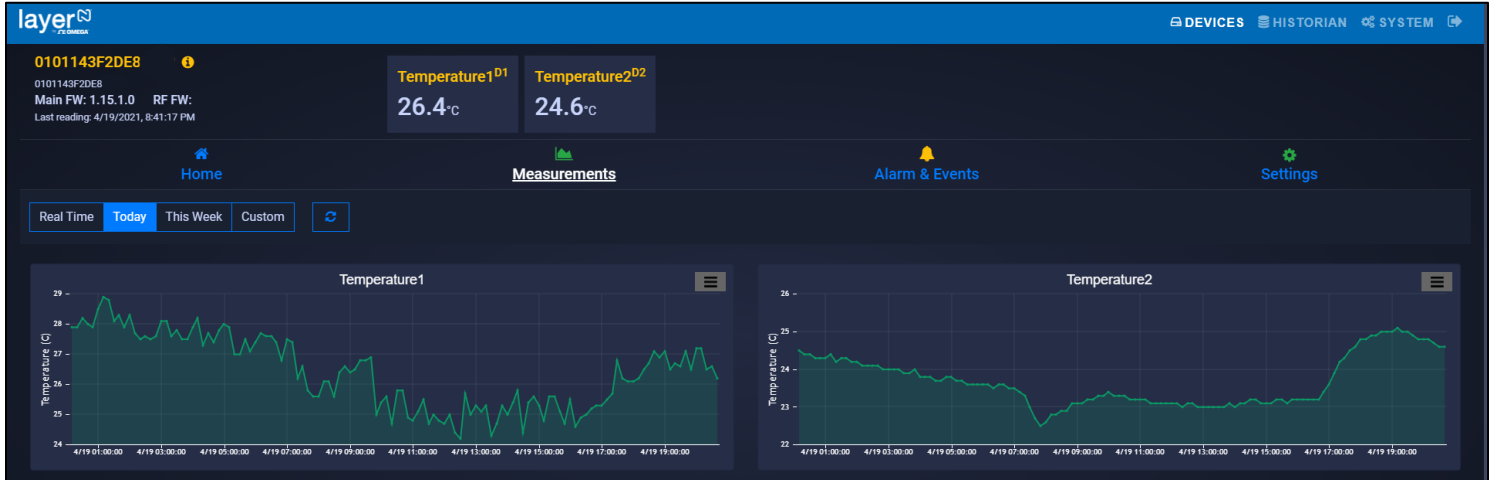 layer N
BY Ω OMEGA
DEVICES HISTORIAN SYSTEM
0101143F2DE8
0101143F2DE8
Main FW: 1.15.1.0 RF FW:
Last reading: 4/19/2021, 8:41:17 PM
Temperature1 D1
26.4°C
Temperature2 D2
24.6°C
Home
Measurements
Alarm & Events
Settings
Real Time Today This Week Custom
Temperature1
29
28
27
26
25
24
Temperature (C)
4/19 01:00:00 4/19 03:00:00 4/19 05:00:00 4/19 07:00:00 4/19 09:00:00 4/19 11:00:00 4/19 13:00:00 4/19 15:00:00 4/19 17:00:00 4/19 19:00:00
Temperature2
26
25
24
23
22
Temperature (C)
4/19 01:00:00 4/19 03:00:00 4/19 05:00:00 4/19 07:00:00 4/19 09:00:00 4/19 11:00:00 4/19 13:00:00 4/19 15:00:00 4/19 17:00:00 4/19 19:00:00